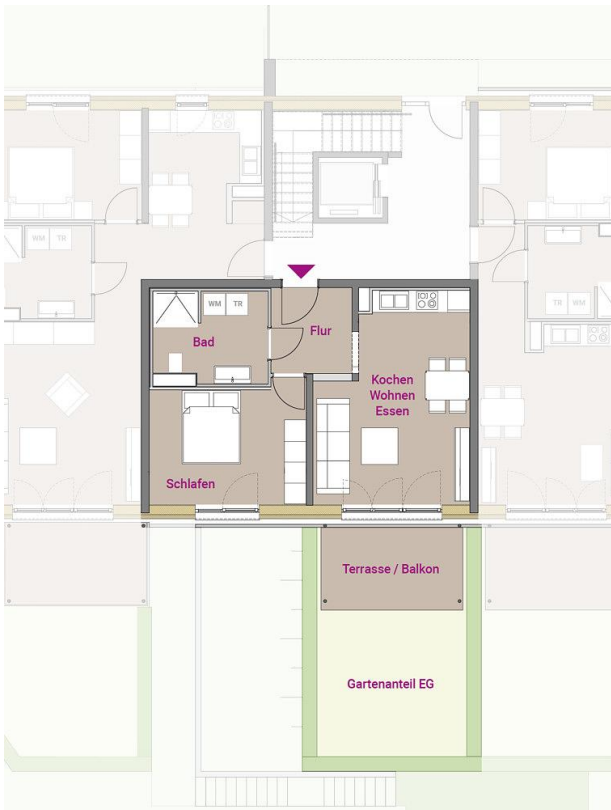 WM TR
WM TR
TR WM
Bad
Flur
Kochen
Wohnen
Essen
Schlafen
Terrasse / Balkon
Gartenanteil EG